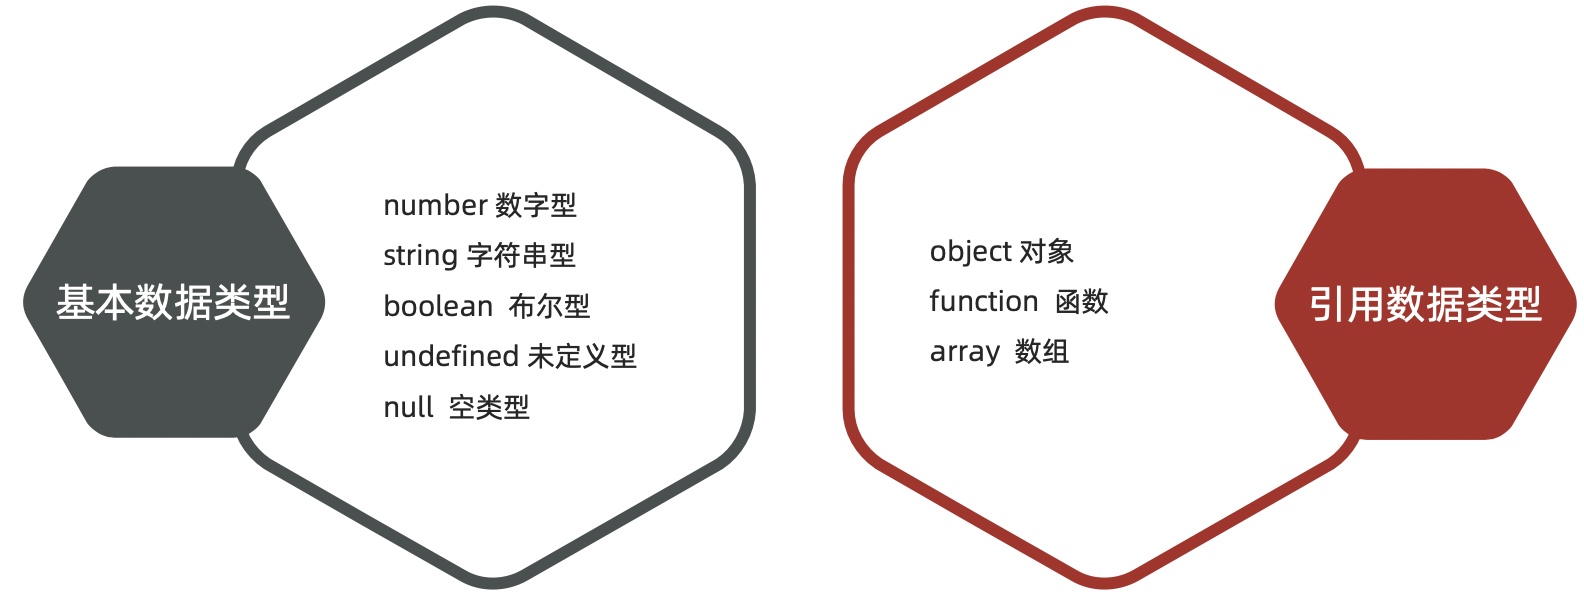 基本数据类型
number 数字型
string 字符串型
boolean 布尔型
undefined 未定义型
null 空类型
object 对象
function 函数
array 数组
引用数据类型